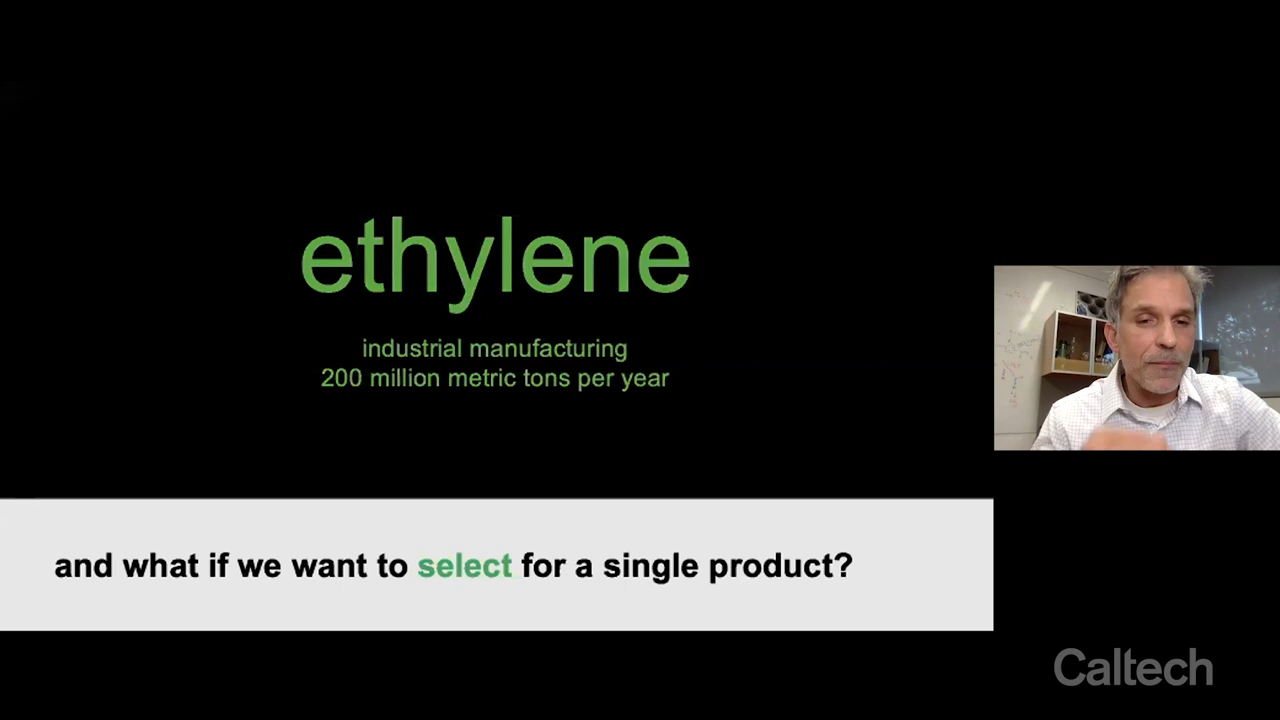 ethylene
industrial manufacturing
200 million metric tons per year
and what if we want to select for a single product?
Caltech